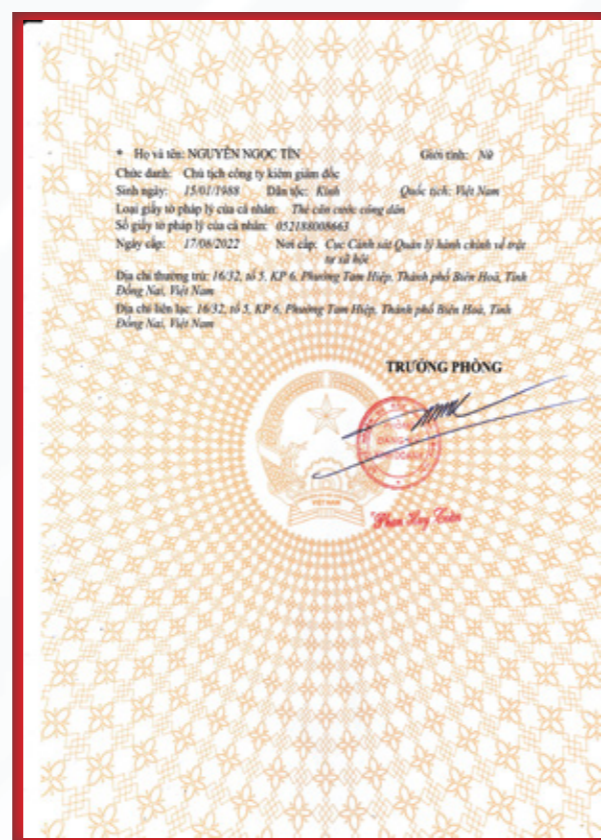 * Họ và tên: NGUYỄN NGỌC TÍN Giới tính: Nữ
Chức danh: Chủ tịch công ty kiêm giám đốc
Sinh ngày: 15/01/1988 Dân tộc: Kinh Quốc tịch: Việt Nam
Loại giấy tờ pháp lý của cá nhân: Thẻ căn cước công dân
Số giấy tờ pháp lý của cá nhân: 052188008663
Ngày cấp: 17/08/2022 Nơi cấp: Cục Cảnh sát Quản lý hành chính về trật
tự xã hội
Địa chỉ thường trú: 16/32, tổ 5, KP 6, Phường Tam Hiệp, Thành phố Biên Hoà, Tỉnh
Đồng Nai, Việt Nam
Địa chỉ liên lạc: 16/32, tổ 5, KP 6, Phường Tam Hiệp, Thành phố Biên Hoà, Tỉnh
Đồng Nai, Việt Nam
TRƯỞNG PHÒNG
VIỆT NAM
Phan Huy Toàn